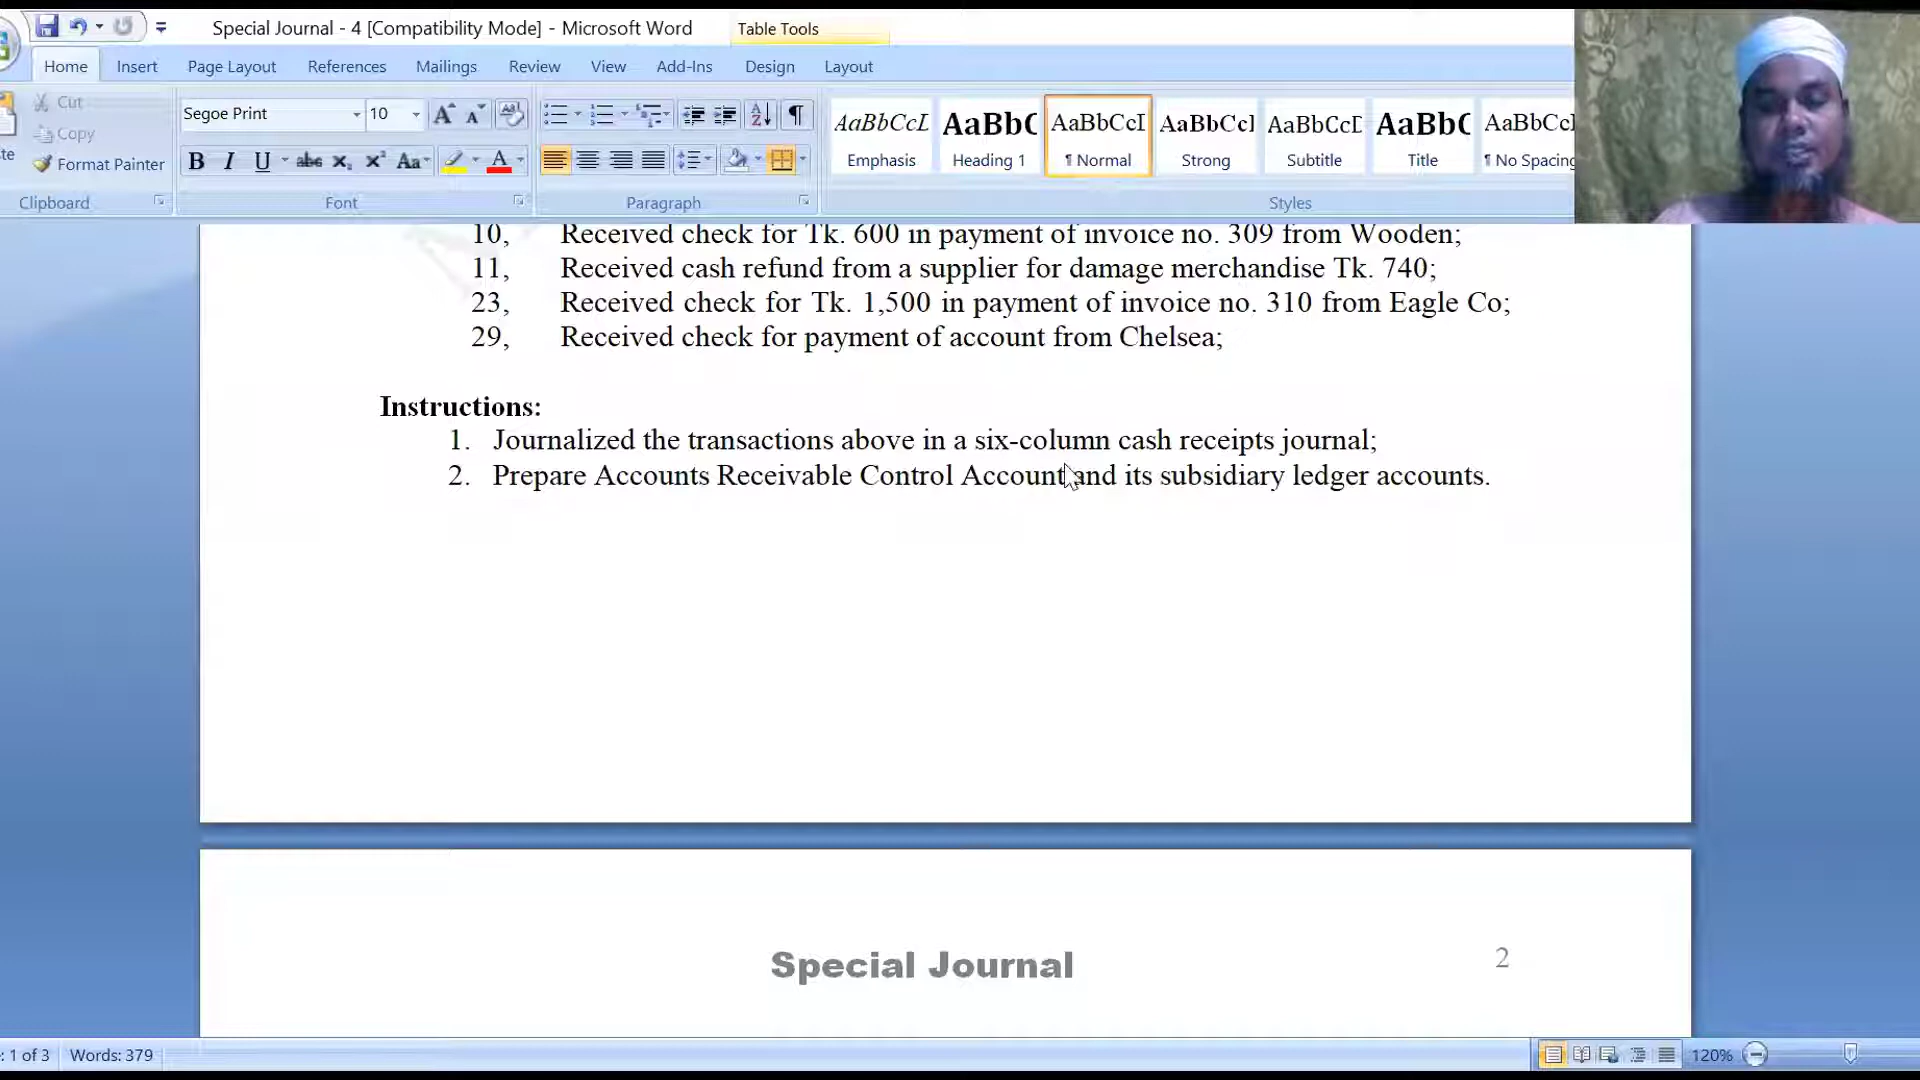 Special Journal - 4 [Compatibility Mode] - Microsoft Word
Table Tools
Home Insert Page Layout References Mailings Review View Add-Ins Design Layout
Cut
Copy
Format Painter
Clipboard
Segoe Print 10
Font
Paragraph
AaBbCcL AaBbC AaBbCcI AaBbCcI AaBbCcD AaBbC AaBbCcI
Emphasis Heading 1 ¶ Normal Strong Subtitle Title ¶ No Spacing
Styles
10, Received check for Tk. 600 in payment of invoice no. 309 from Wooden;
11, Received cash refund from a supplier for damage merchandise Tk. 740;
23, Received check for Tk. 1,500 in payment of invoice no. 310 from Eagle Co;
29, Received check for payment of account from Chelsea;
Instructions:
1. Journalized the transactions above in a six-column cash receipts journal;
2. Prepare Accounts Receivable Control Account and its subsidiary ledger accounts.
Special Journal 2
: 1 of 3 Words: 379 120%